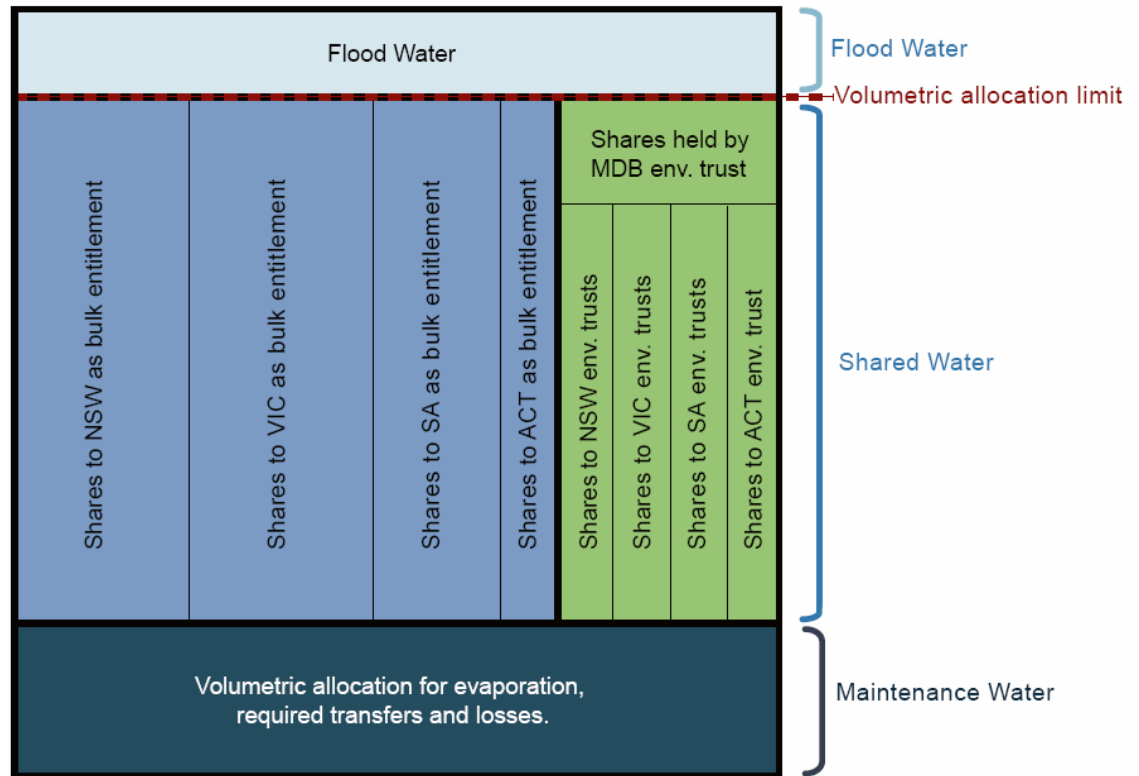 Flood Water
Flood Water
Volumetric allocation limit
Shares to NSW as bulk entitlement
Shares to VIC as bulk entitlement
Shares to SA as bulk entitlement
Shares to ACT as bulk entitlement
Shares held by
MDB env. trust
Shares to NSW env. trusts
Shares to VIC env. trusts
Shares to SA env. trusts
Shares to ACT env. trust
Shared Water
Volumetric allocation for evaporation,
required transfers and losses.
Maintenance Water